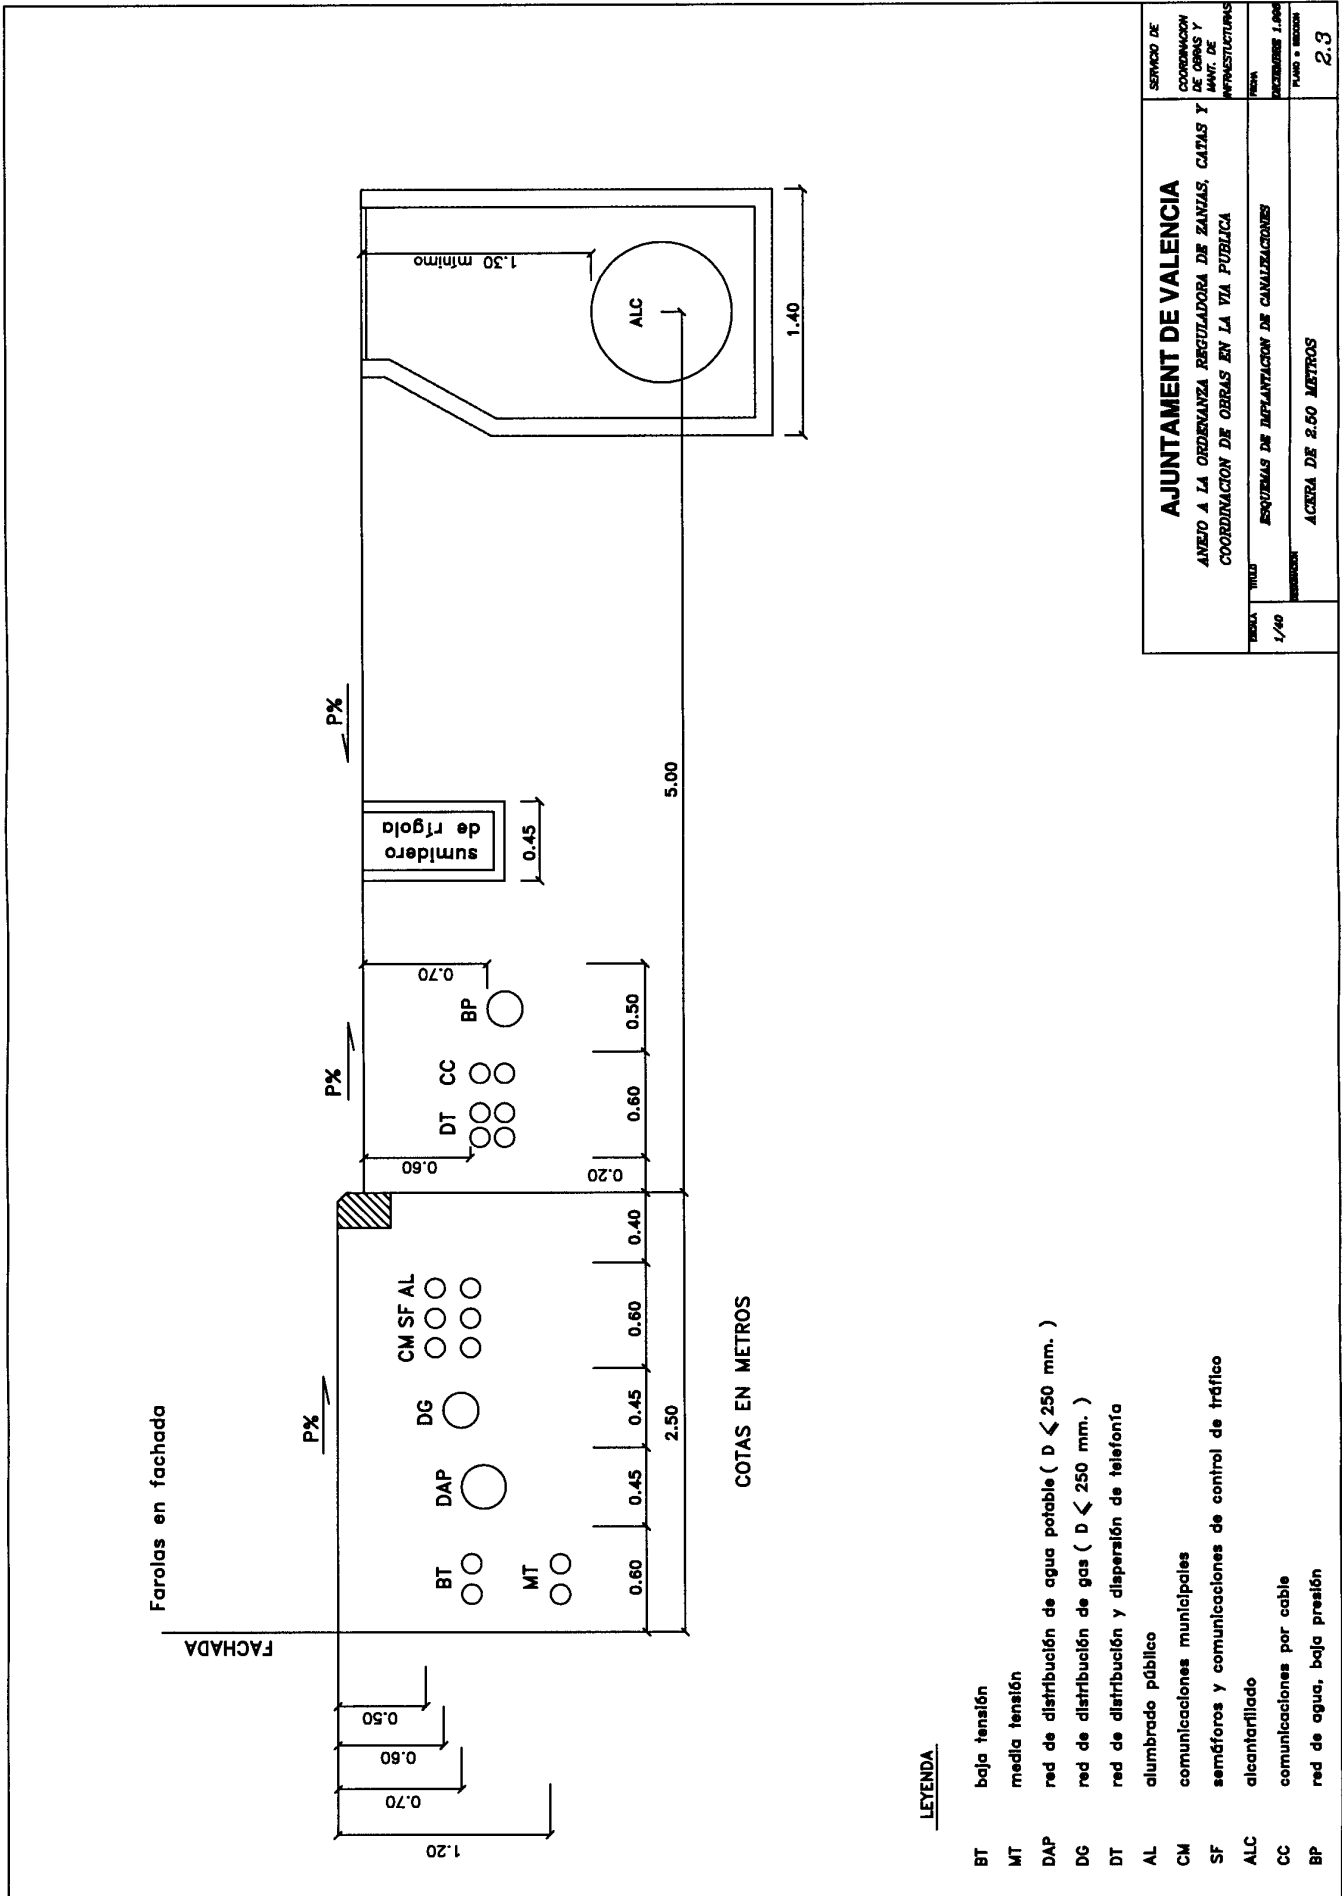 Farolas en fachada
FACHADA
P%
P%
P%
0.50
0.60
0.70
1.20
BT
MT
DAP
DG
CM SF AL
DT
CC
BP
0.60
0.70
sumidero
de rígola
0.45
ALC
1.30 mínimo
1.40
0.60
0.45
0.45
0.60
0.40
0.20
0.60
0.50
2.50
5.00
COTAS EN METROS
LEYENDA
BT baja tensión
MT media tensión
DAP red de distribución de agua potable ( D ⩽ 250 mm. )
DG red de distribución de gas ( D ⩽ 250 mm. )
DT red de distribución y dispersión de telefonía
AL alumbrado público
CM comunicaciones municipales
SF semáforos y comunicaciones de control de tráfico
ALC alcantarillado
CC comunicaciones por cable
BP red de agua, baja presión
AJUNTAMENT DE VALENCIA
ANEJO A LA ORDENANZA REGULADORA DE ZANJAS, CATAS Y
COORDINACION DE OBRAS EN LA VIA PUBLICA
SERVICIO DE
COORDINACION
DE OBRAS Y
MANT. DE
INFRAESTUCTURAS
ESCALA
1/40
TITULO
ESQUEMAS DE IMPLANTACION DE CANALIZACIONES
FECHA
DICIEMBRE
DESIGNACION
ACERA DE 2.50 METROS
PLANO o SECCION
2.3